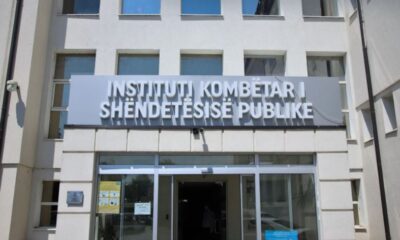 INSTITUTI KOMBËTAR I
SHËNDETËSISË PUBLIKE